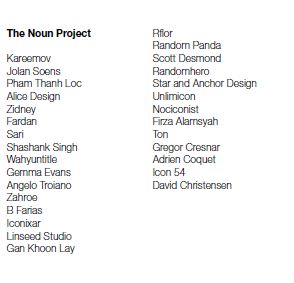 The Noun Project
Kareemov
Jolan Soens
Pham Thanh Loc
Alice Design
Zidney
Fardan
Sari
Shashank Singh
Wahyuntitle
Gemma Evans
Angelo Troiano
Zahroe
B Farias
Iconixar
Linseed Studio
Gan Khoon Lay
Rflor
Random Panda
Scott Desmond
Randomhero
Star and Anchor Design
Unlimicon
Nociconist
Firza Alamsyah
Ton
Gregor Cresnar
Adrien Coquet
Icon 54
David Christensen